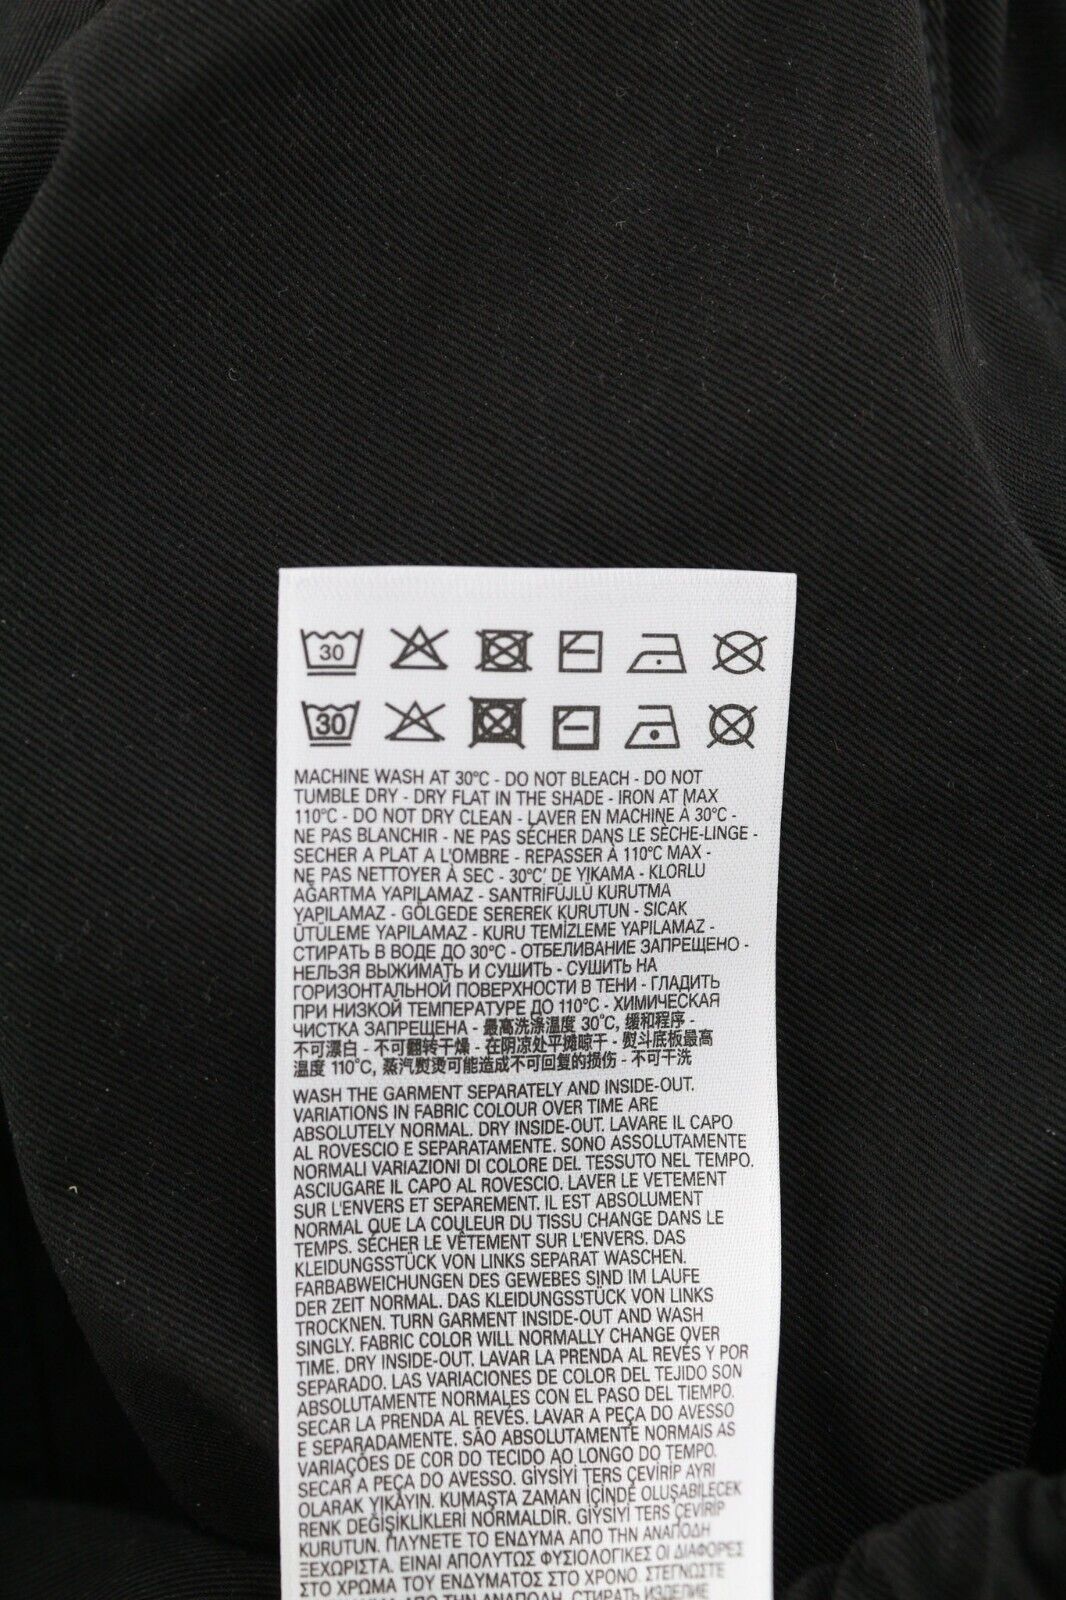 30
30
MACHINE WASH AT 30°C - DO NOT BLEACH - DO NOT
TUMBLE DRY - DRY FLAT IN THE SHADE - IRON AT MAX
110°C - DO NOT DRY CLEAN - LAVER EN MACHINE À 30°C -
NE PAS BLANCHIR - NE PAS SÉCHER DANS LE SÈCHE-LINGE -
SECHER A PLAT A L'OMBRE - REPASSER À 110°C MAX -
NE PAS NETTOYER À SEC - 30°C' DE YIKAMA - KLORLU
AĞARTMA YAPILAMAZ - SANTRİFÜJLÜ KURUTMA
YAPILAMAZ - GÖLGEDE SEREREK KURUTUN - SICAK
ÜTÜLEME YAPILAMAZ - KURU TEMİZLEME YAPILAMAZ -
СТИРАТЬ В ВОДЕ ДО 30°C - ОТБЕЛИВАНИЕ ЗАПРЕЩЕНО -
НЕЛЬЗЯ ВЫЖИМАТЬ И СУШИТЬ - СУШИТЬ НА
ГОРИЗОНТАЛЬНОЙ ПОВЕРХНОСТИ В ТЕНИ - ГЛАДИТЬ
ПРИ НИЗКОЙ ТЕМПЕРАТУРЕ ДО 110°C - ХИМИЧЕСКАЯ
ЧИСТКА ЗАПРЕЩЕНА - 最高洗涤温度 30°C, 缓和程序 -
不可漂白 - 不可翻转干燥 - 在阴凉处平摊晾干 - 熨斗底板最高
温度 110°C, 蒸汽熨烫可能造成不可回复的损伤 - 不可干洗
WASH THE GARMENT SEPARATELY AND INSIDE-OUT.
VARIATIONS IN FABRIC COLOUR OVER TIME ARE
ABSOLUTELY NORMAL. DRY INSIDE-OUT. LAVARE IL CAPO
AL ROVESCIO E SEPARATAMENTE. SONO ASSOLUTAMENTE
NORMALI VARIAZIONI DI COLORE DEL TESSUTO NEL TEMPO.
ASCIUGARE IL CAPO AL ROVESCIO. LAVER LE VETEMENT
SUR L'ENVERS ET SEPAREMENT. IL EST ABSOLUMENT
NORMAL QUE LA COULEUR DU TISSU CHANGE DANS LE
TEMPS. SÉCHER LE VÊTEMENT SUR L'ENVERS. DAS
KLEIDUNGSSTÜCK VON LINKS SEPARAT WASCHEN.
FARBABWEICHUNGEN DES GEWEBES SIND IM LAUFE
DER ZEIT NORMAL. DAS KLEIDUNGSSTÜCK VON LINKS
TROCKNEN. TURN GARMENT INSIDE-OUT AND WASH
SINGLY. FABRIC COLOR WILL NORMALLY CHANGE OVER
TIME. DRY INSIDE-OUT. LAVAR LA PRENDA AL REVÉS Y POR
SEPARADO. LAS VARIACIONES DE COLOR DEL TEJIDO SON
ABSOLUTAMENTE NORMALES CON EL PASO DEL TIEMPO.
SECAR LA PRENDA AL REVÉS. LAVAR A PEÇA DO AVESSO
E SEPARADAMENTE. SÃO ABSOLUTAMENTE NORMAIS AS
VARIAÇÕES DE COR DO TECIDO AO LONGO DO TEMPO.
SECAR A PEÇA DO AVESSO. GİYSİYİ TERS ÇEVİRİP AYRI
OLARAK YIKAYIN. KUMAŞTA ZAMAN İÇİNDE OLUŞABİLECEK
RENK DEĞİŞİKLİKLERİ NORMALDİR. GİYSİYİ TERS ÇEVİRİP
KURUTUN. ΠΛΥΝΕΤΕ ΤΟ ΕΝΔΥΜΑ ΑΠΟ ΤΗΝ ΑΝΑΠΟΔΗ
ΞΕΧΩΡΙΣΤΑ. ΕΙΝΑΙ ΑΠΟΛΥΤΩΣ ΦΥΣΙΟΛΟΓΙΚΕΣ ΟΙ ΔΙΑΦΟΡΕΣ
ΣΤΟ ΧΡΩΜΑ ΤΟΥ ΕΝΔΥΜΑΤΟΣ ΣΤΟ ΧΡΟΝΟ. ΣΤΕΓΝΩΣΤΕ
ΤΟ ΕΝΔΥΜΑ ΑΠΟ ΤΗΝ ΑΝΑΠΟΔΗ. СТИРАТЬ ИЗДЕЛИЕ